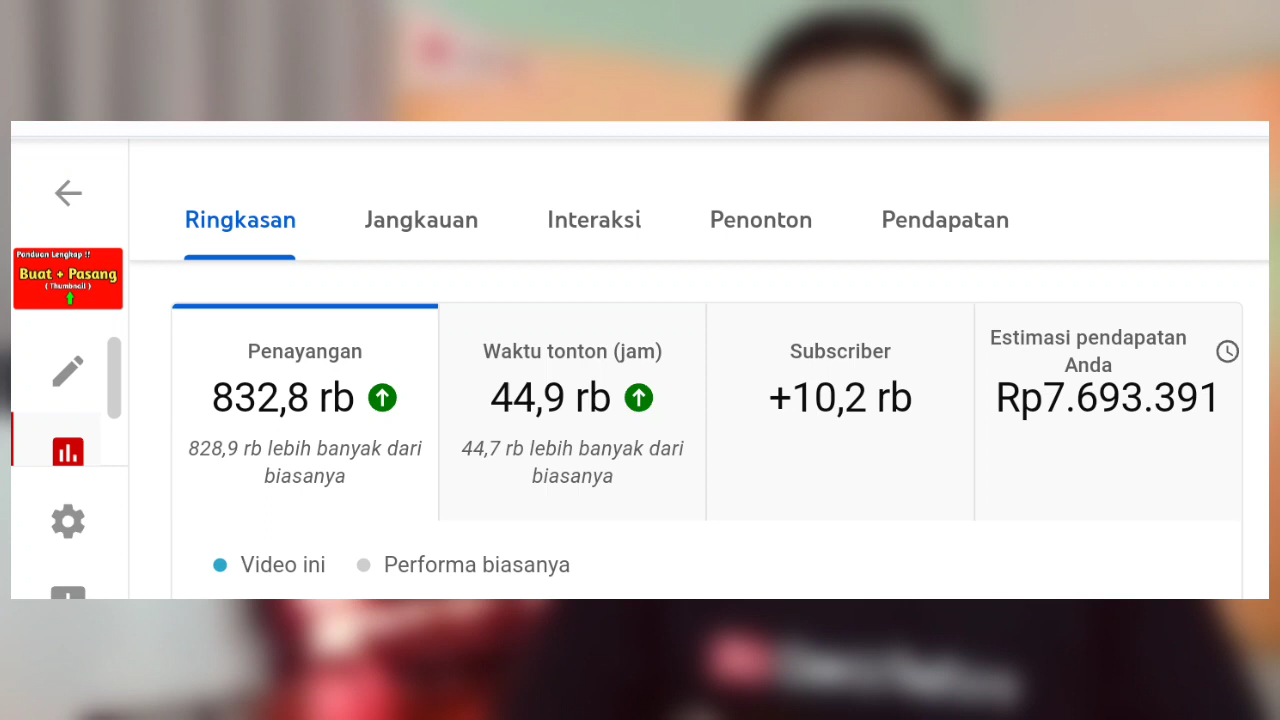 Ringkasan Jangkauan Interaksi Penonton Pendapatan
Panduan Lengkap !!
Buat + Pasang
( Thumbnail )
Penayangan
832,8 rb
828,9 rb lebih banyak dari
biasanya
Waktu tonton (jam)
44,9 rb
44,7 rb lebih banyak dari
biasanya
Subscriber
+10,2 rb
Estimasi pendapatan
Anda
Rp7.693.391
Video ini Performa biasanya